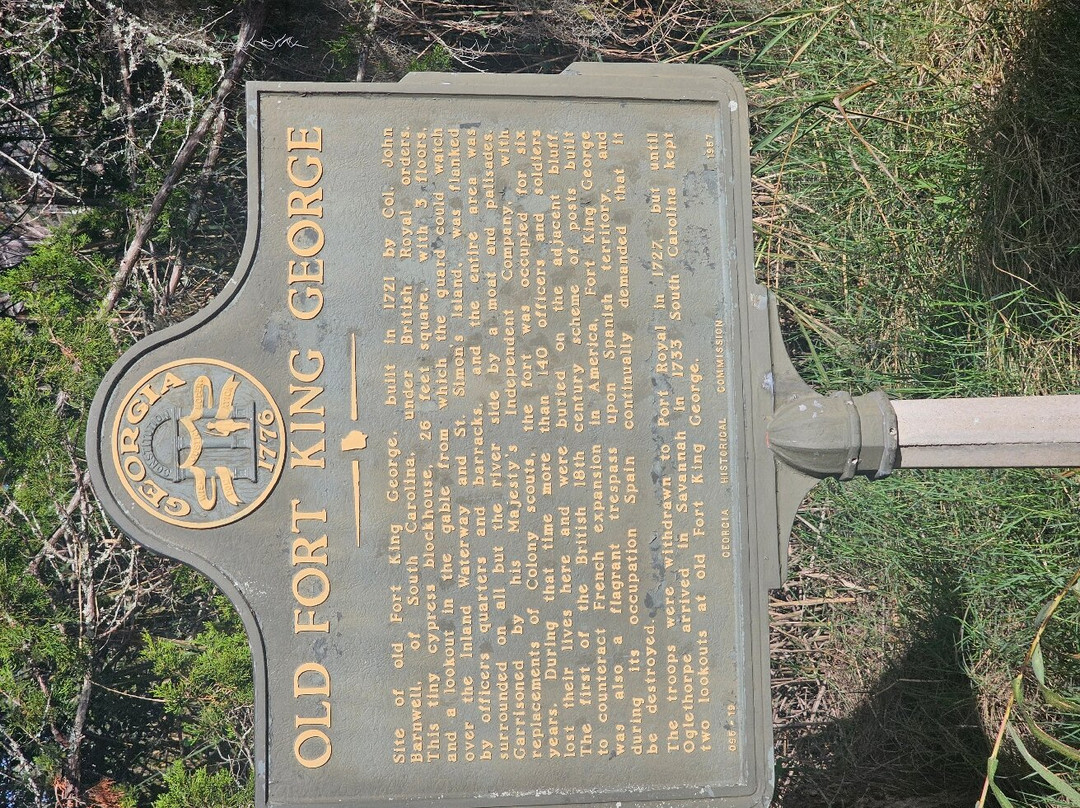 GEORGIA
CONSTITUTION
1776
OLD FORT KING GEORGE
Site of old Fort King George, built in 1721 by Col. John
Barnwell, of South Carolina, under British Royal orders.
This tiny cypress blockhouse, 26 feet square, with 3 floors,
and a lookout in the gable from which the guard could watch
over the Inland Waterway and St. Simon's Island, was flanked
by officers quarters and barracks, and the entire area was
surrounded on all but the river side by a moat and palisades.
Garrisoned by his Majesty's Independent Company, with
replacements of Colony scouts, the fort was occupied for six
years. During that time more than 140 officers and soldiers
lost their lives here and were buried on the adjacent bluff.
The first of the British 18th century scheme of posts built
to counteract French expansion in America, Fort King George
was also a flagrant trespass upon Spanish territory, and
during its occupation Spain continually demanded that it
be destroyed.
The troops were withdrawn to Port Royal in 1727, but until
Oglethorpe arrived in Savannah in 1733 South Carolina kept
two lookouts at old Fort King George.
095-19 GEORGIA HISTORICAL COMMISSION 1957